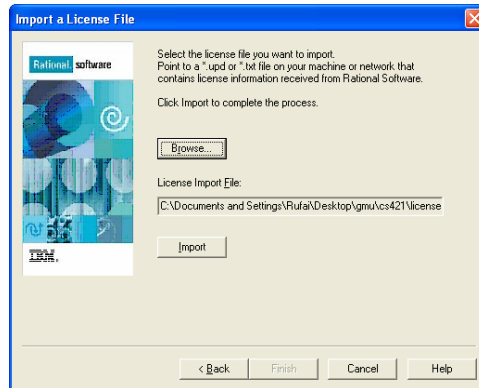 Import a License File
Rational. software
Select the license file you want to import.
Point to a *.upd or *.txt file on your machine or network that
contains license information received from Rational Software.
Click Import to complete the process.
Browse...
License Import File:
C:\Documents and Settings\Rufai\Desktop\gmu\cs421\license
Import
IBM.
< Back
Finish
Cancel
Help